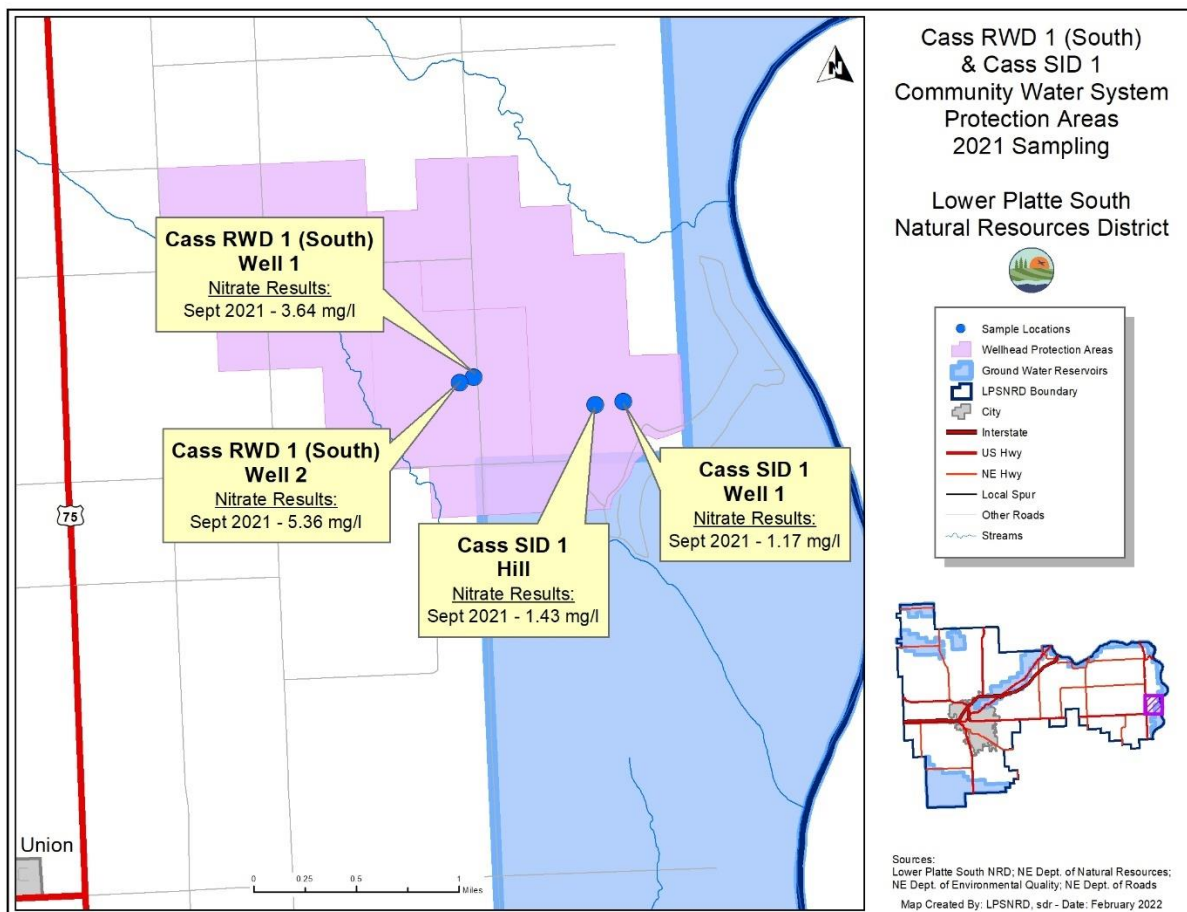 Cass RWD 1 (South)
& Cass SID 1
Community Water System
Protection Areas
2021 Sampling
Lower Platte South
Natural Resources District
N
Cass RWD 1 (South)
Well 1
Nitrate Results:
Sept 2021 - 3.64 mg/l
Cass RWD 1 (South)
Well 2
Nitrate Results:
Sept 2021 - 5.36 mg/l
Cass SID 1
Hill
Nitrate Results:
Sept 2021 - 1.43 mg/l
Cass SID 1
Well 1
Nitrate Results:
Sept 2021 - 1.17 mg/l
75
Union
0 0.25 0.5 0.75 1
Miles
Sample Locations
Wellhead Protection Areas
Ground Water Reservoirs
LPSNRD Boundary
City
Interstate
US Hwy
NE Hwy
Local Spur
Other Roads
Streams
Sources:
Lower Platte South NRD; NE Dept. of Natural Resources;
NE Dept. of Environmental Quality; NE Dept. of Roads
Map Created By: LPSNRD, sdr - Date: February 2022